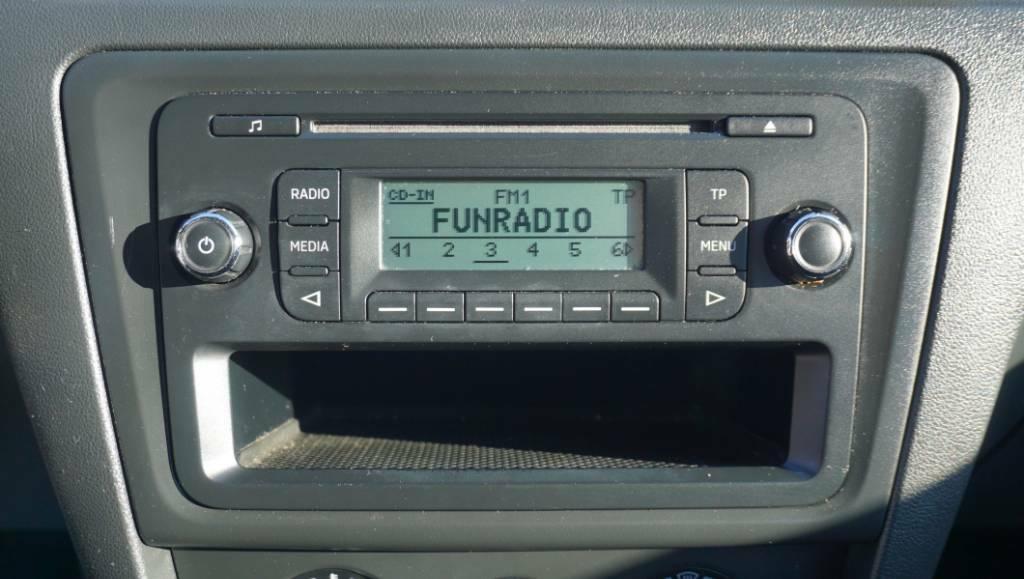 RADIO
MEDIA
CD-IN FM1 TP
FUNRADIO
1 2 3 4 5 6
TP
MENU